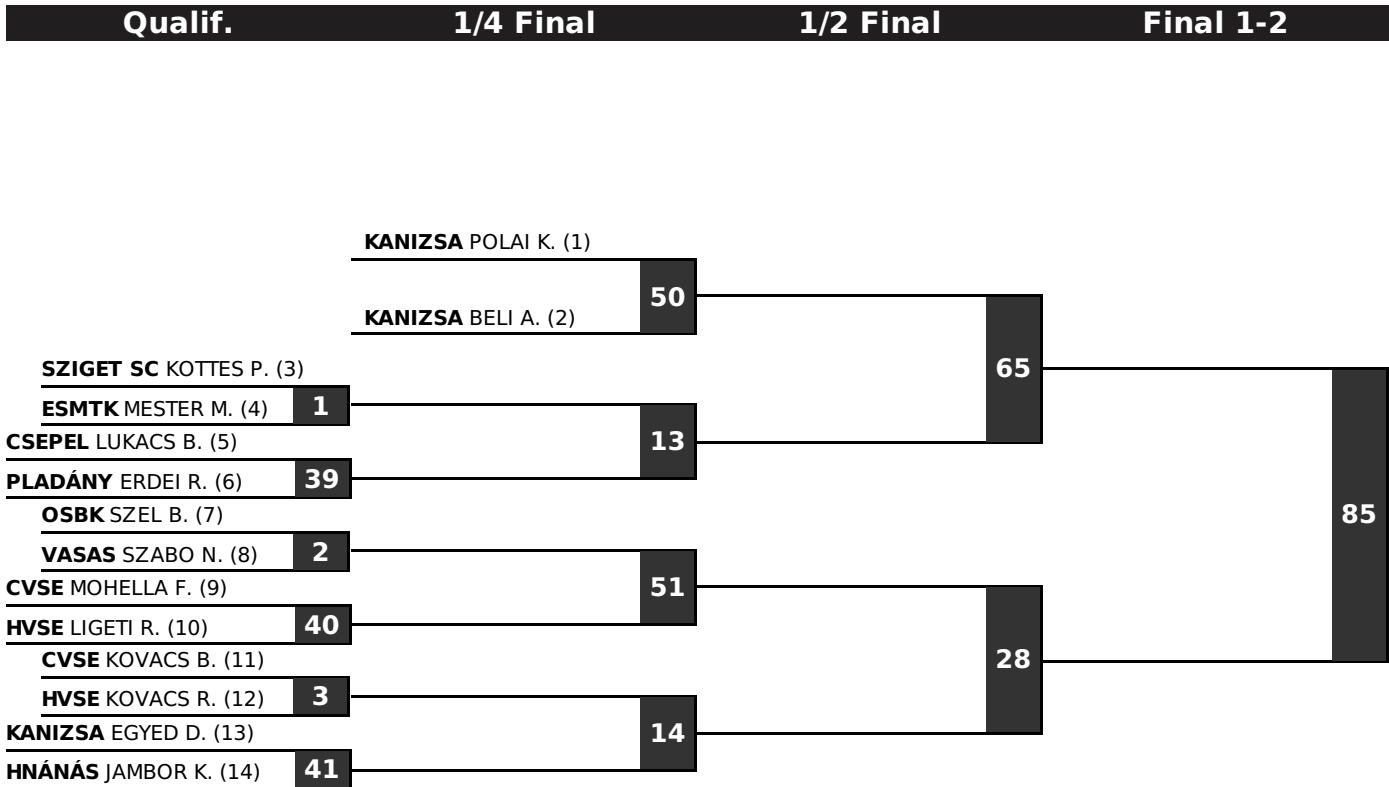 Qualif. 1/4 Final 1/2 Final Final 1-2
KANIZSA POLAI K. (1)
50
KANIZSA BELI A. (2)
SZIGET SC KOTTES P. (3)
65
ESMTK MESTER M. (4) 1
CSEPEL LUKACS B. (5)
13
PLADÁNY ERDEI R. (6) 39
OSBK SZEL B. (7)
85
VASAS SZABO N. (8) 2
CVSE MOHELLA F. (9)
51
HVSE LIGETI R. (10) 40
CVSE KOVACS B. (11)
28
HVSE KOVACS R. (12) 3
KANIZSA EGYED D. (13)
14
HNÁNÁS JAMBOR K. (14) 41